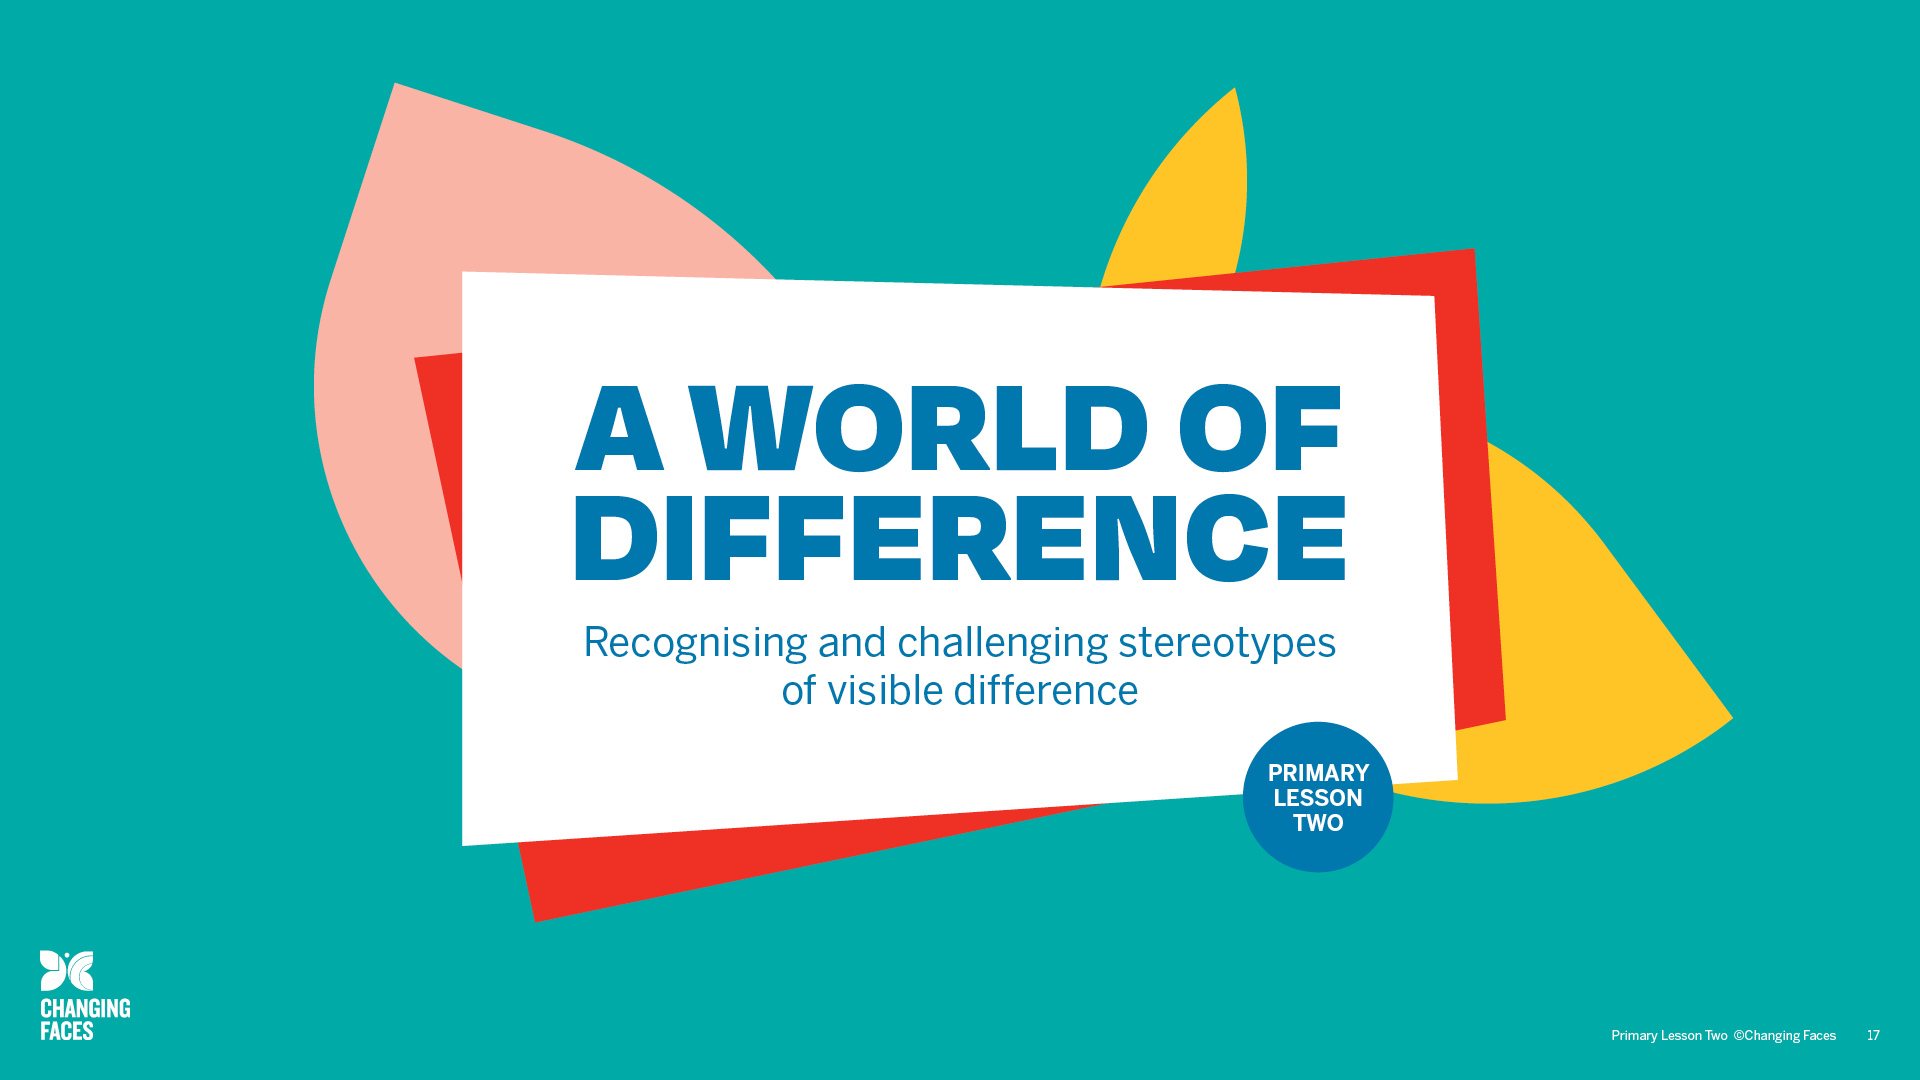 A WORLD OF
DIFFERENCE
Recognising and challenging stereotypes
of visible difference
PRIMARY
LESSON
TWO
CHANGING
FACES
Primary Lesson Two ©Changing Faces 17